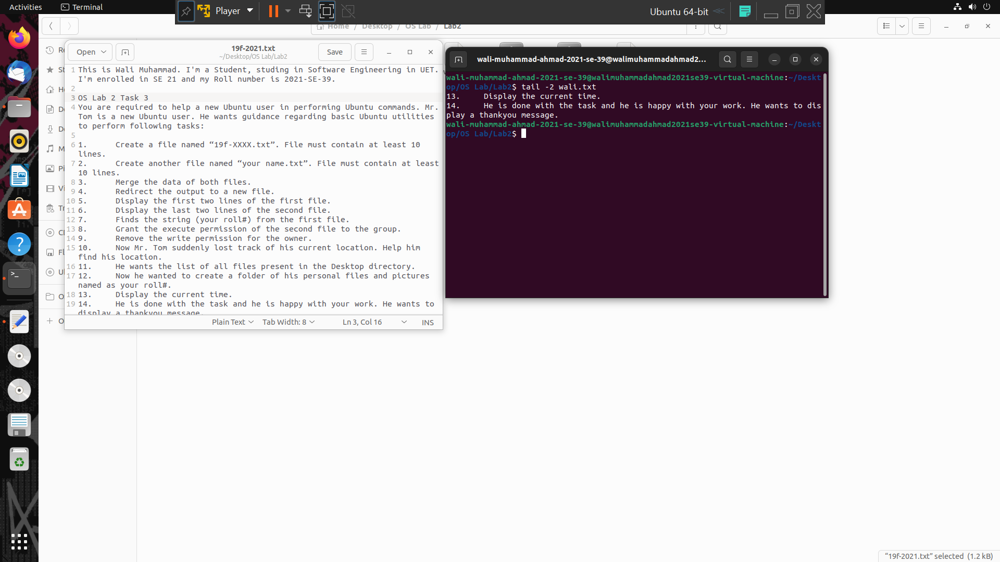 Activities
Terminal
Player
Ubuntu 64-bit
Home / Desktop / OS Lab / Lab2
Open
19f-2021.txt
~/Desktop/OS Lab/Lab2
Save
1 This is Wali Muhammad. I'm a Student, studing in Software Engineering in UET.
I'm enrolled in SE 21 and my Roll number is 2021-SE-39.
2
3 OS Lab 2 Task 3
4 You are required to help a new Ubuntu user in performing Ubuntu commands. Mr.
Tom is a new Ubuntu user. He wants guidance regarding basic Ubuntu utilities
to perform following tasks:
5
6 1. Create a file named “19f-XXXX.txt”. File must contain at least 10
lines.
7 2. Create another file named “your name.txt”. File must contain at least
10 lines.
8 3. Merge the data of both files.
9 4. Redirect the output to a new file.
10 5. Display the first two lines of the first file.
11 6. Display the last two lines of the second file.
12 7. Finds the string (your roll#) from the first file.
13 8. Grant the execute permission of the second file to the group.
14 9. Remove the write permission for the owner.
15 10. Now Mr. Tom suddenly lost track of his current location. Help him
find his location.
16 11. He wants the list of all files present in the Desktop directory.
17 12. Now he wanted to create a folder of his personal files and pictures
named as your roll#.
18 13. Display the current time.
19 14. He is done with the task and he is happy with your work. He wants to
display a thankyou message.
Plain Text
Tab Width: 8
Ln 3, Col 16
INS
wali-muhammad-ahmad-2021-se-39@walimuhammadahmad2...
wali-muhammad-ahmad-2021-se-39@walimuhammadahmad2021se39-virtual-machine:~/Deskt
op/OS Lab/Lab2$ tail -2 wali.txt
13. Display the current time.
14. He is done with the task and he is happy with your work. He wants to dis
play a thankyou message.
wali-muhammad-ahmad-2021-se-39@walimuhammadahmad2021se39-virtual-machine:~/Deskt
op/OS Lab/Lab2$
“19f-2021.txt” selected (1.2 kB)